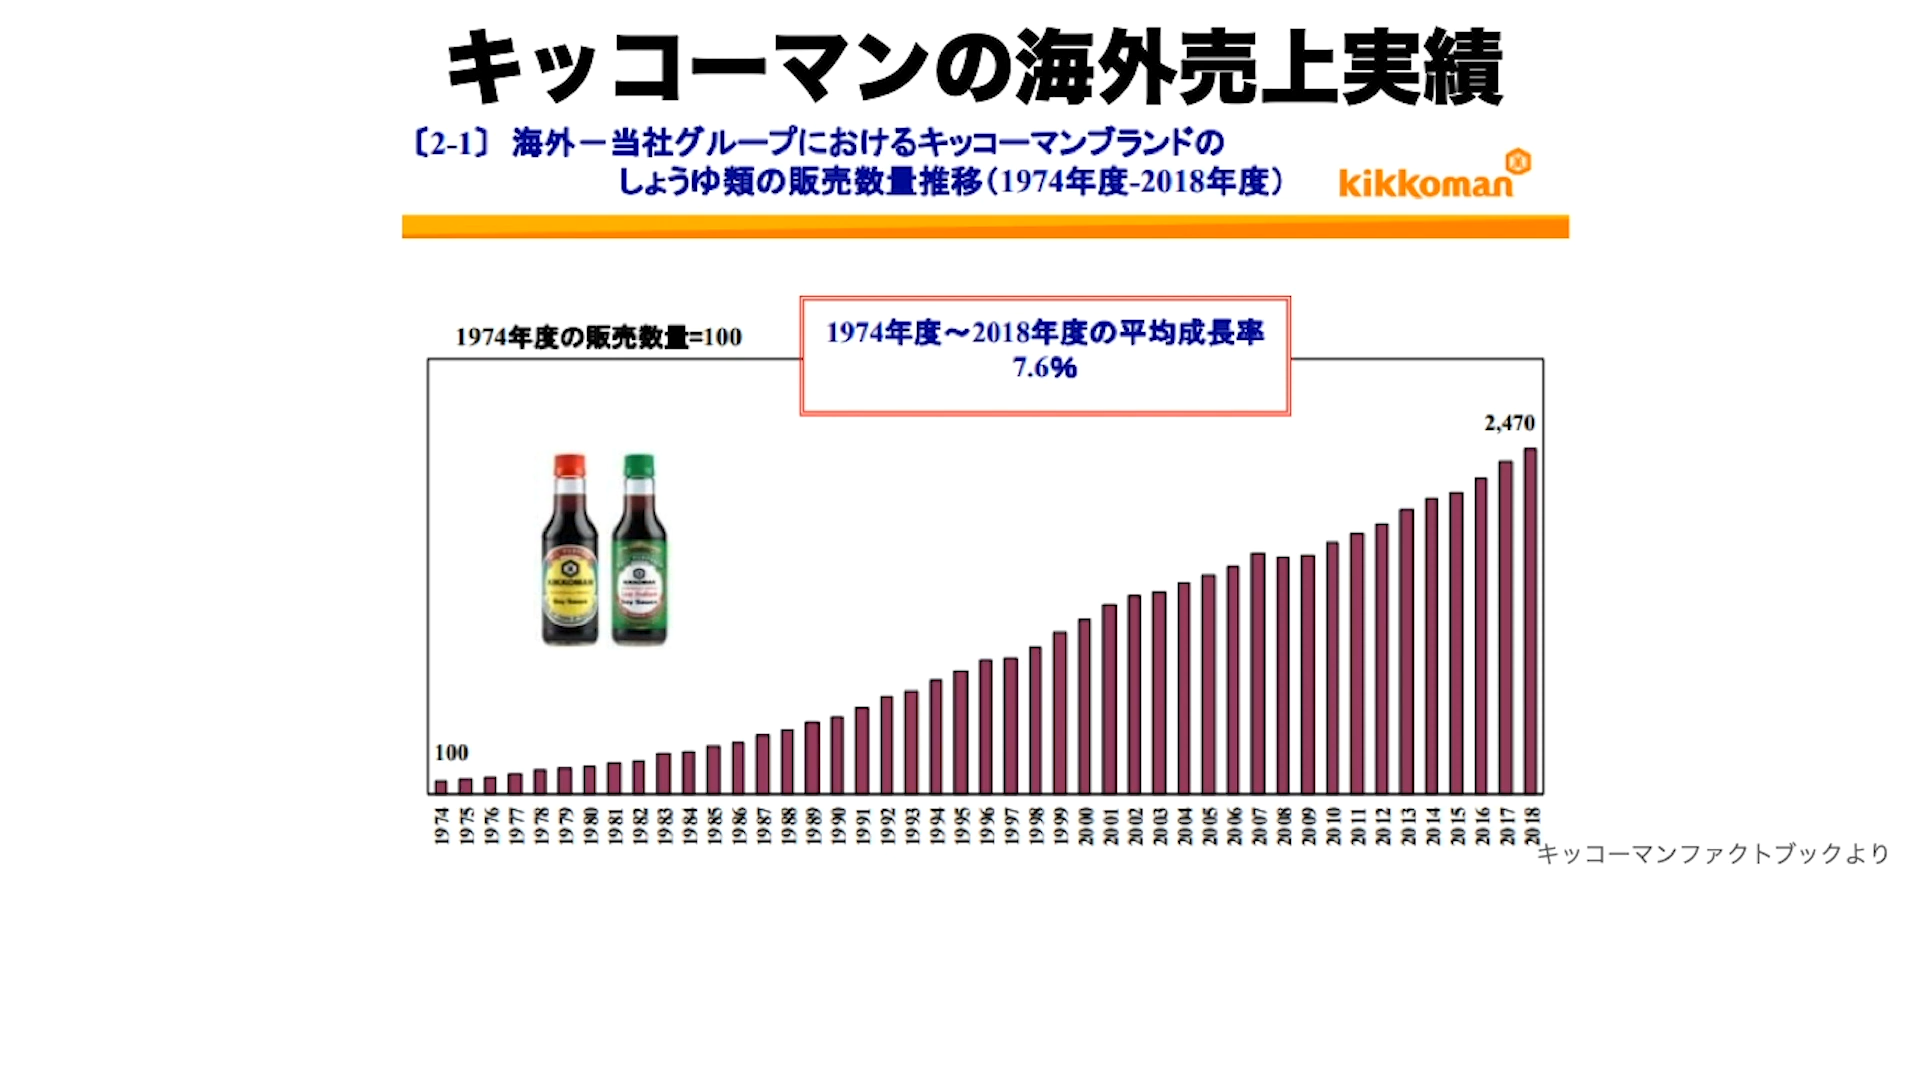 キッコーマンの海外売上実績
〔2-1〕 海外－当社グループにおけるキッコーマンブランドの
しょうゆ類の販売数量推移（1974年度-2018年度）
kikkoman
1974年度の販売数量=100
1974年度～2018年度の平均成長率
7.6%
2,470
KIKKOMAN
Soy Sauce
KIKKOMAN
Soy Sauce
100
1974 1975 1976 1977 1978 1979 1980 1981 1982 1983 1984 1985 1986 1987 1988 1989 1990 1991 1992 1993 1994 1995 1996 1997 1998 1999 2000 2001 2002 2003 2004 2005 2006 2007 2008 2009 2010 2011 2012 2013 2014 2015 2016 2017 2018
キッコーマンファクトブックより